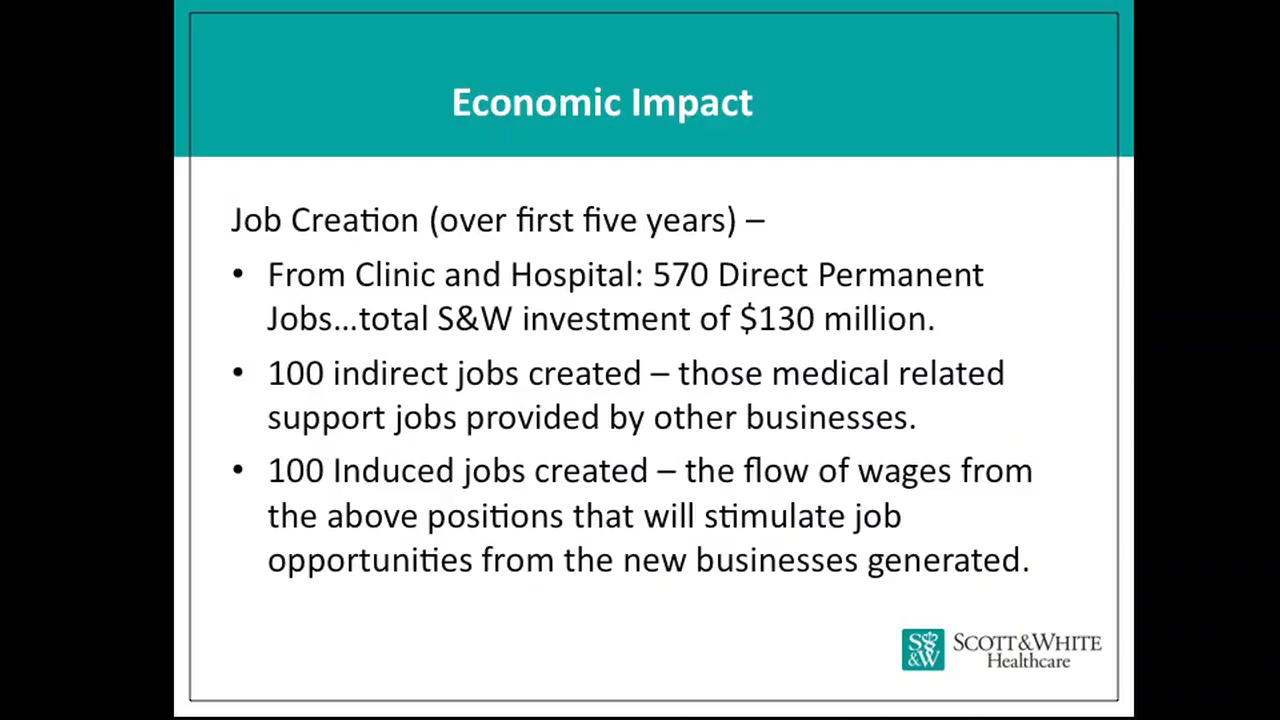 Economic Impact
Job Creation (over first five years) –
• From Clinic and Hospital: 570 Direct Permanent
Jobs...total S&W investment of $130 million.
• 100 indirect jobs created – those medical related
support jobs provided by other businesses.
• 100 Induced jobs created – the flow of wages from
the above positions that will stimulate job
opportunities from the new businesses generated.
S&W
SCOTT&WHITE
Healthcare